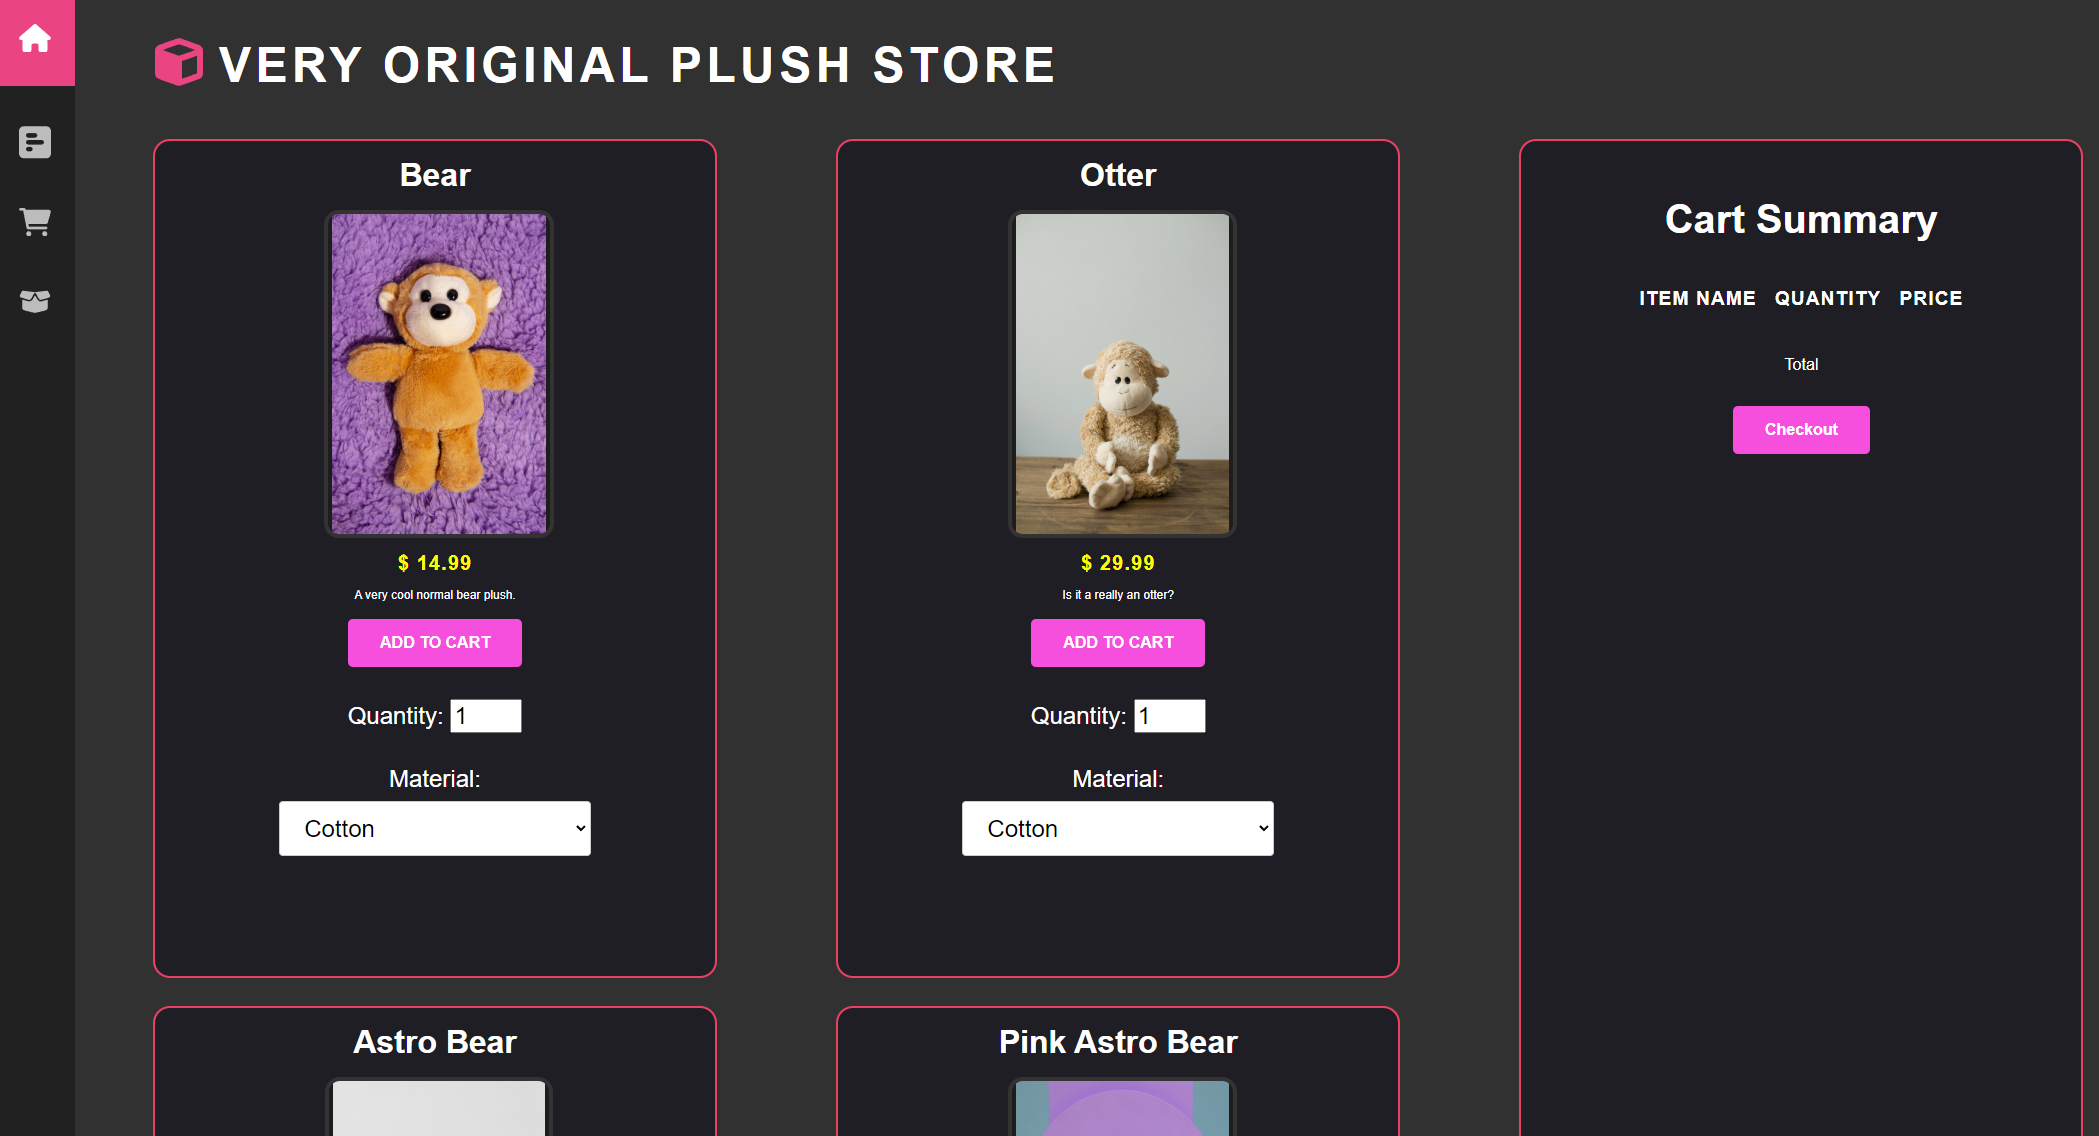 VERY ORIGINAL PLUSH STORE
Bear
$ 14.99
A very cool normal bear plush.
ADD TO CART
Quantity: 1
Material:
Cotton
Otter
$ 29.99
Is it a really an otter?
ADD TO CART
Quantity: 1
Material:
Cotton
Cart Summary
ITEM NAME QUANTITY PRICE
Total
Checkout
Astro Bear
Pink Astro Bear